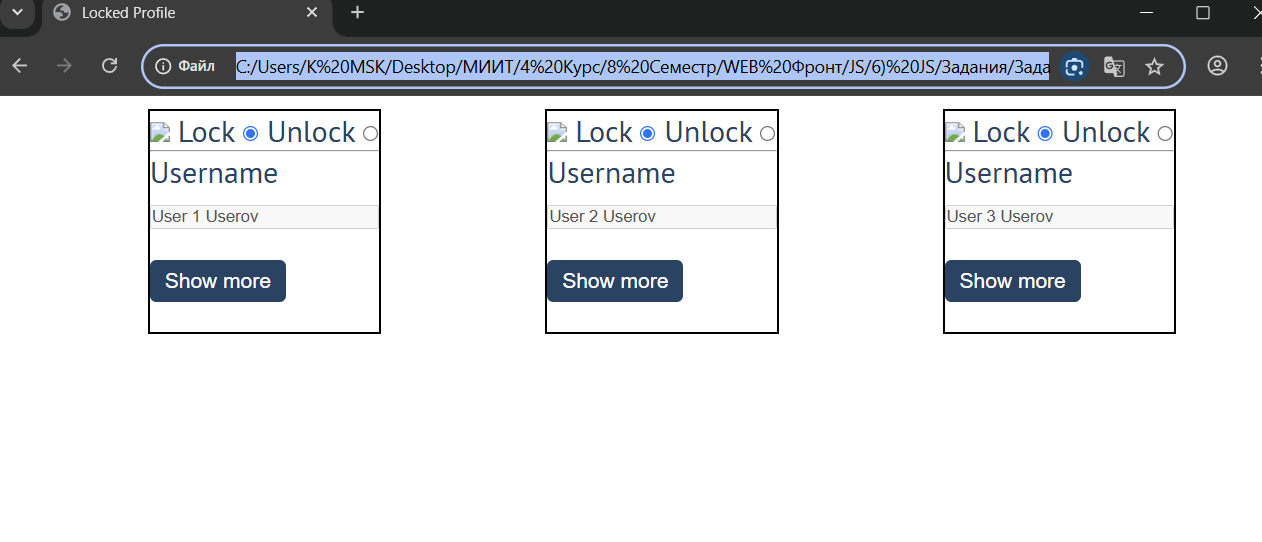 Locked Profile
Файл C:/Users/K%20MSK/Desktop/МИИТ/4%20Курс/8%20Семестр/WEB%20Фронт/JS/6)%20JS/Задания/Зада
Lock Unlock Lock Unlock Lock Unlock
Username Username Username
User 1 Userov User 2 Userov User 3 Userov
Show more Show more Show more